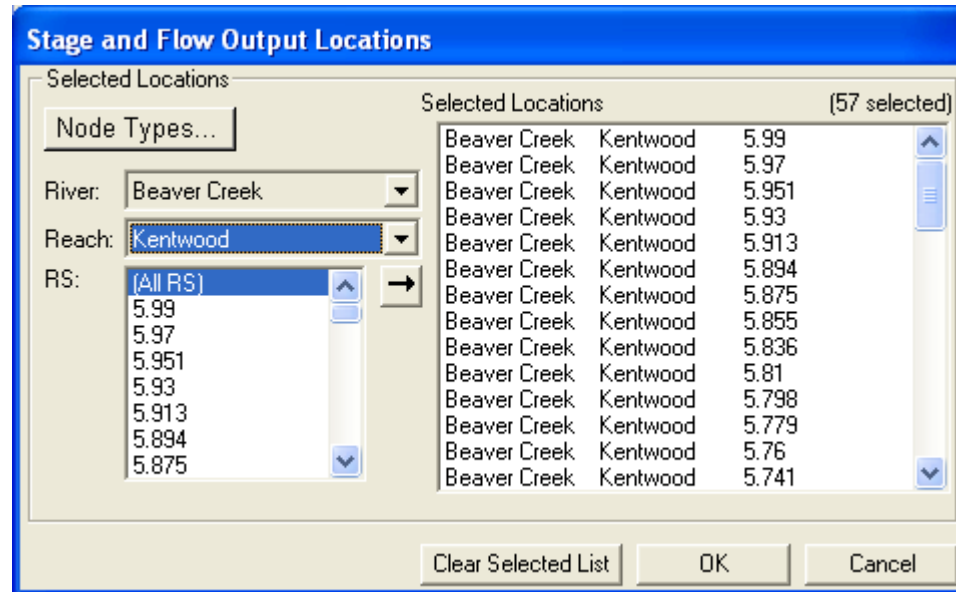 Stage and Flow Output Locations
Selected Locations
Node Types...
River: Beaver Creek
Reach: Kentwood
RS:
(All RS)
5.99
5.97
5.951
5.93
5.913
5.894
5.875
Selected Locations (57 selected)
Beaver Creek Kentwood 5.99
Beaver Creek Kentwood 5.97
Beaver Creek Kentwood 5.951
Beaver Creek Kentwood 5.93
Beaver Creek Kentwood 5.913
Beaver Creek Kentwood 5.894
Beaver Creek Kentwood 5.875
Beaver Creek Kentwood 5.855
Beaver Creek Kentwood 5.836
Beaver Creek Kentwood 5.81
Beaver Creek Kentwood 5.798
Beaver Creek Kentwood 5.779
Beaver Creek Kentwood 5.76
Beaver Creek Kentwood 5.741
Clear Selected List OK Cancel